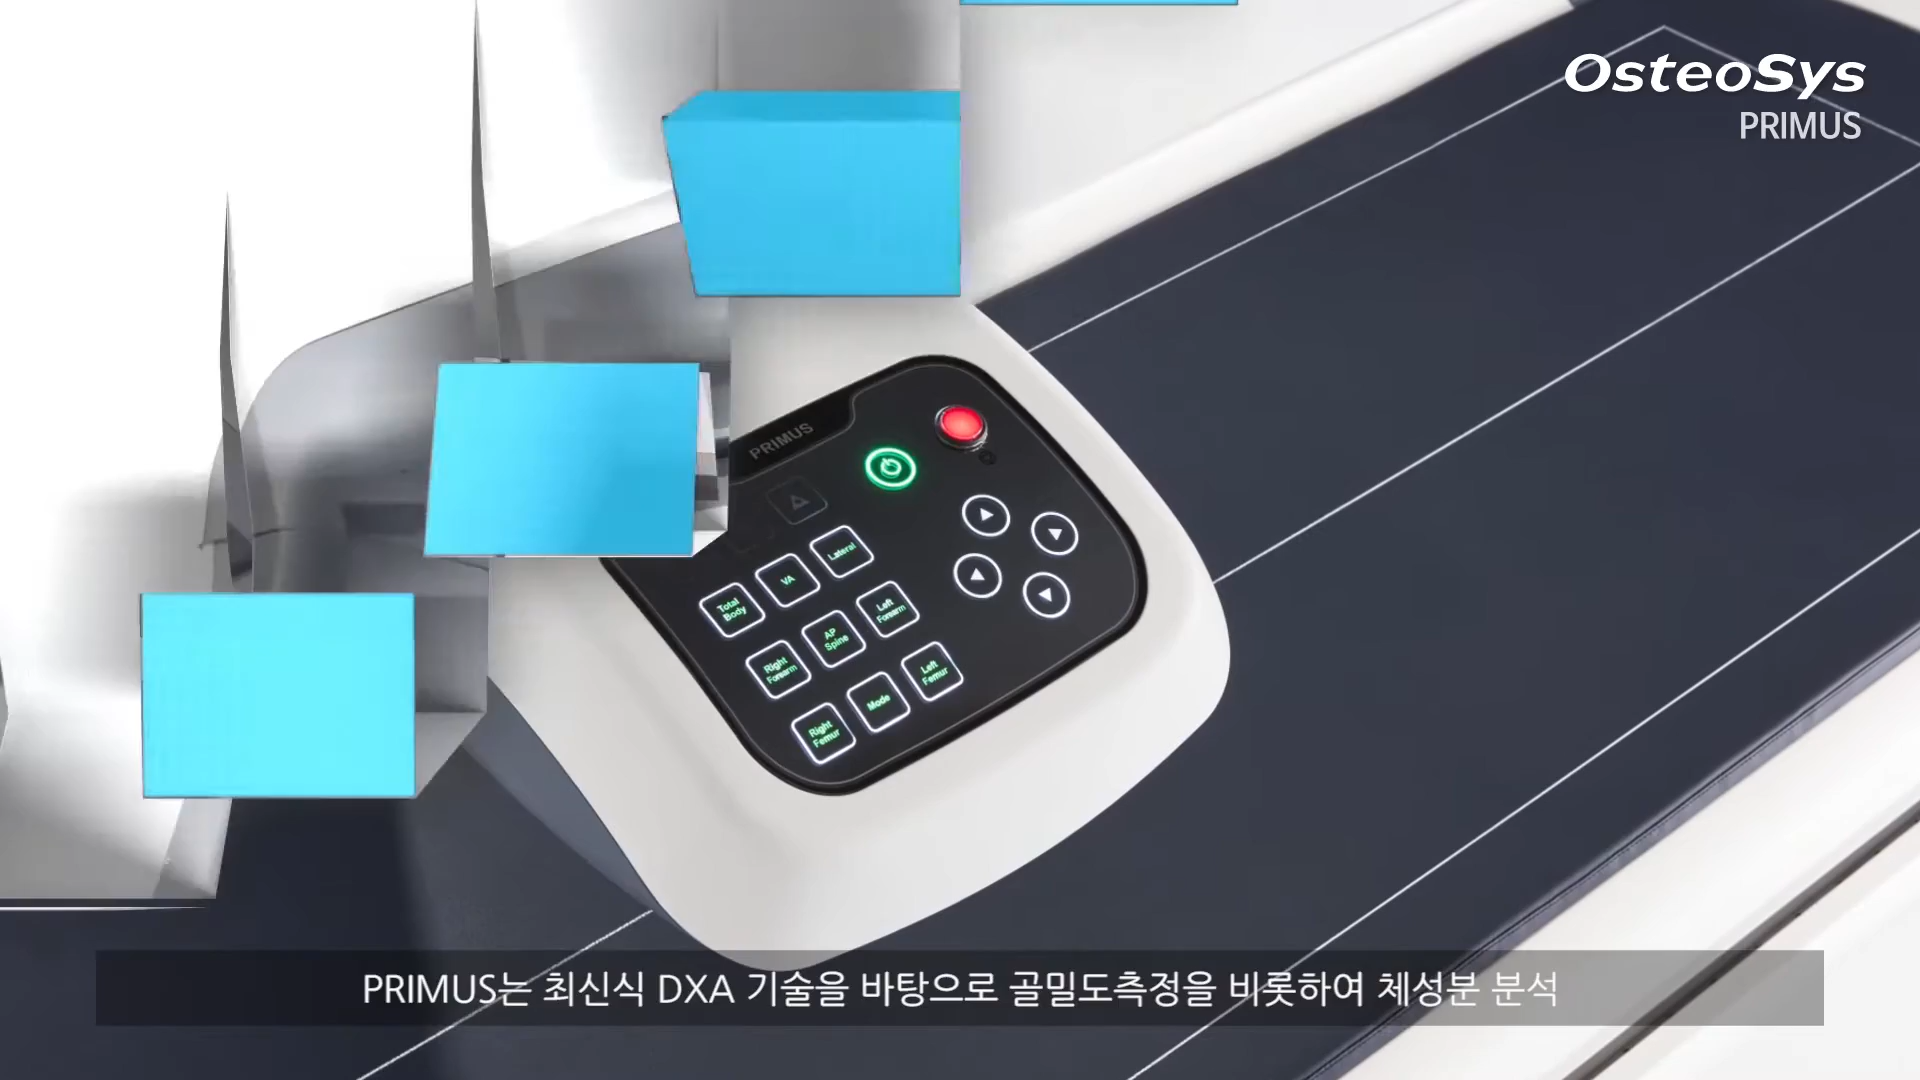 OsteoSys
PRIMUS
PRIMUS
Total
Body
VA
Lateral
Right
Forearm
AP
Spine
Left
Forearm
Right
Femur
Mode
Left
Femur
PRIMUS는 최신식 DXA 기술을 바탕으로 골밀도측정을 비롯하여 체성분 분석